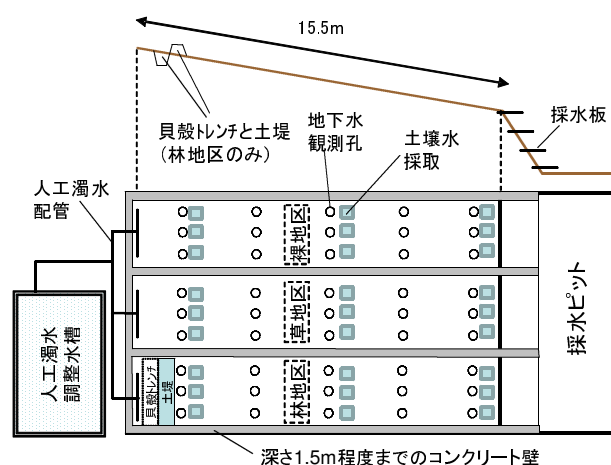 15.5m
貝殻ﾄﾚﾝﾁと土堤
(林地区のみ)
地下水
観測孔
土壌水
採取
採水板
人工濁水
配管
裸地区
草地区
林地区
人工濁水
調整水槽
貝殻トレンチ
土堤
採水ピット
深さ1.5m程度までのコンクリート壁